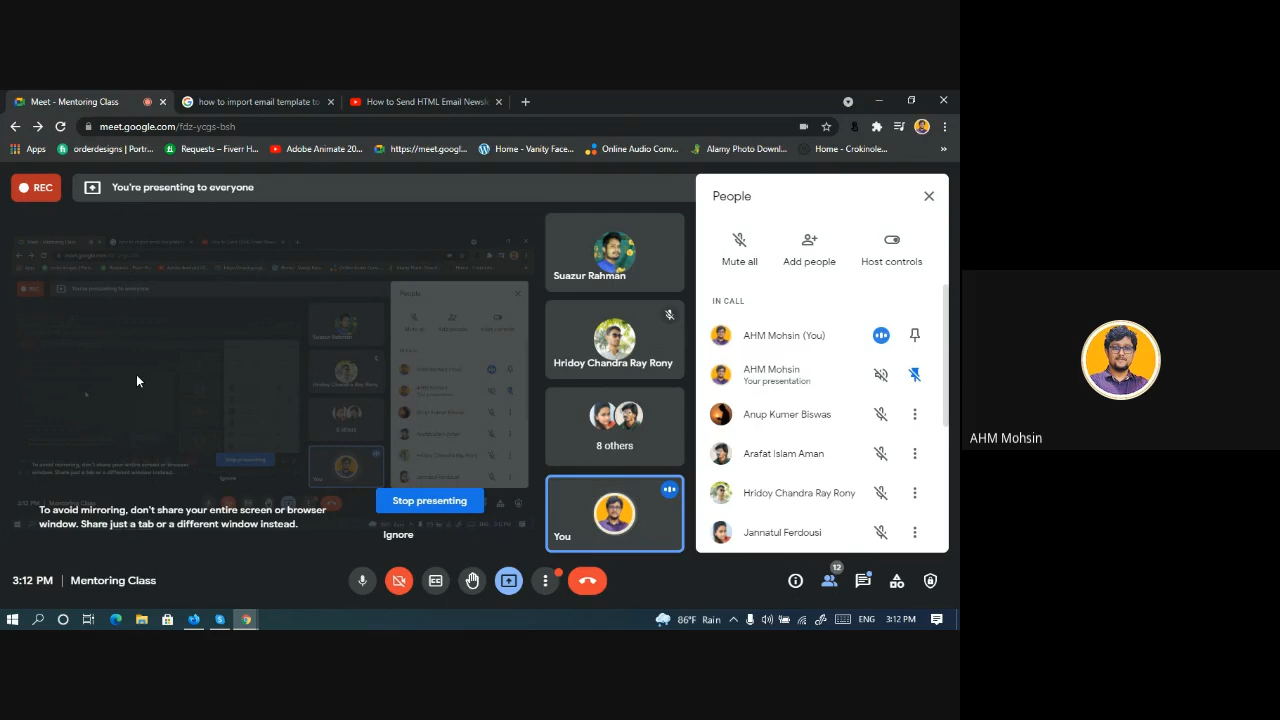 Meet - Mentoring Class
how to import email template to
How to Send HTML Email Newsl
meet.google.com/fdz-ycgs-bsh
Apps
orderdesigns | Portr...
Requests – Fiverr H...
Adobe Animate 20...
https://meet.googl...
Home - Vanity Face...
Online Audio Conv...
Alamy Photo Downl...
Home - Crokinole...
REC
You're presenting to everyone
People
Mute all
Add people
Host controls
IN CALL
AHM Mohsin (You)
AHM Mohsin
Your presentation
Anup Kumer Biswas
Arafat Islam Aman
Hridoy Chandra Ray Rony
Jannatul Ferdousi
Suazur Rahman
Hridoy Chandra Ray Rony
8 others
You
To avoid mirroring, don't share your entire screen or browser
window. Share just a tab or a different window instead.
Stop presenting
Ignore
3:12 PM | Mentoring Class
12
86°F Rain
ENG
3:12 PM
AHM Mohsin